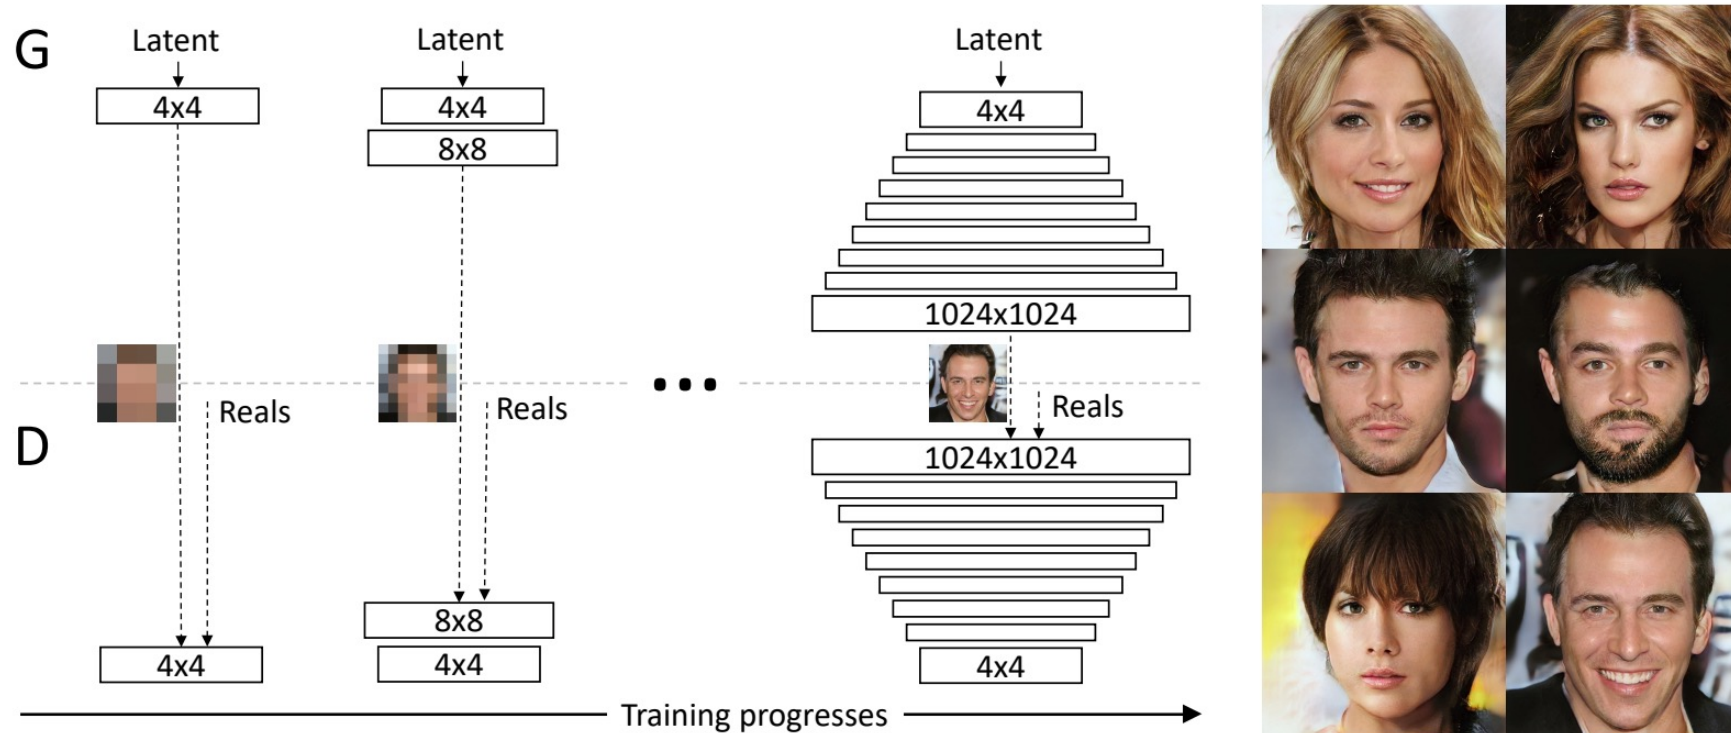 G
Latent
4x4
Latent
4x4
8x8
Latent
4x4
1024x1024
Reals
Reals
Reals
D
4x4
8x8
4x4
1024x1024
4x4
Training progresses